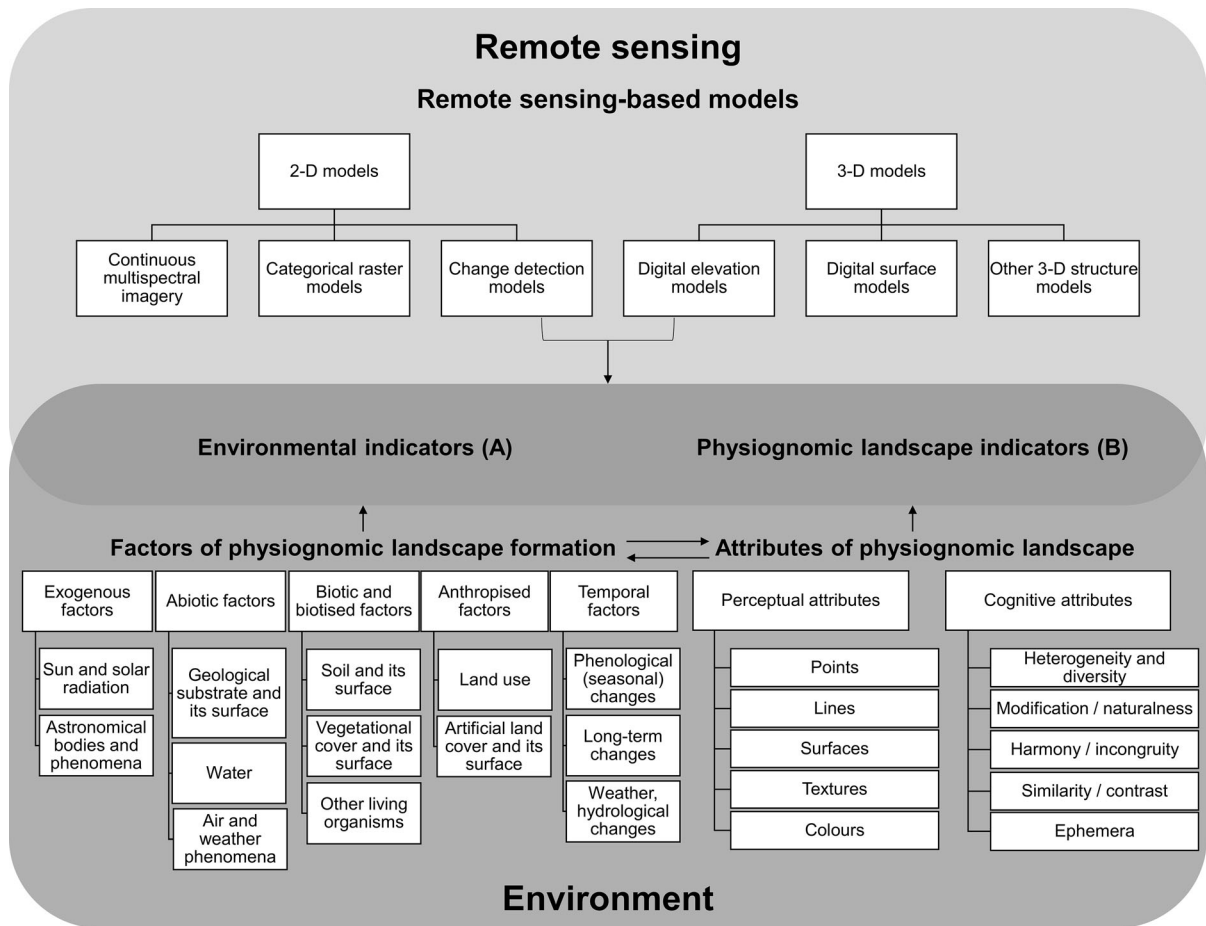 Remote sensing
Remote sensing-based models
2-D models
3-D models
Continuous
multispectral
imagery
Categorical raster
models
Change detection
models
Digital elevation
models
Digital surface
models
Other 3-D structure
models
Environmental indicators (A)
Physiognomic landscape indicators (B)
Factors of physiognomic landscape formation
Attributes of physiognomic landscape
Exogenous
factors
Sun and solar
radiation
Astronomical
bodies and
phenomena
Abiotic factors
Geological
substrate and
its surface
Water
Air and
weather
phenomena
Biotic and
biotised factors
Soil and its
surface
Vegetational
cover and its
surface
Other living
organisms
Anthropised
factors
Land use
Artificial land
cover and its
surface
Temporal
factors
Phenological
(seasonal)
changes
Long-term
changes
Weather,
hydrological
changes
Perceptual attributes
Points
Lines
Surfaces
Textures
Colours
Cognitive attributes
Heterogeneity and
diversity
Modification / naturalness
Harmony / incongruity
Similarity / contrast
Ephemera
Environment